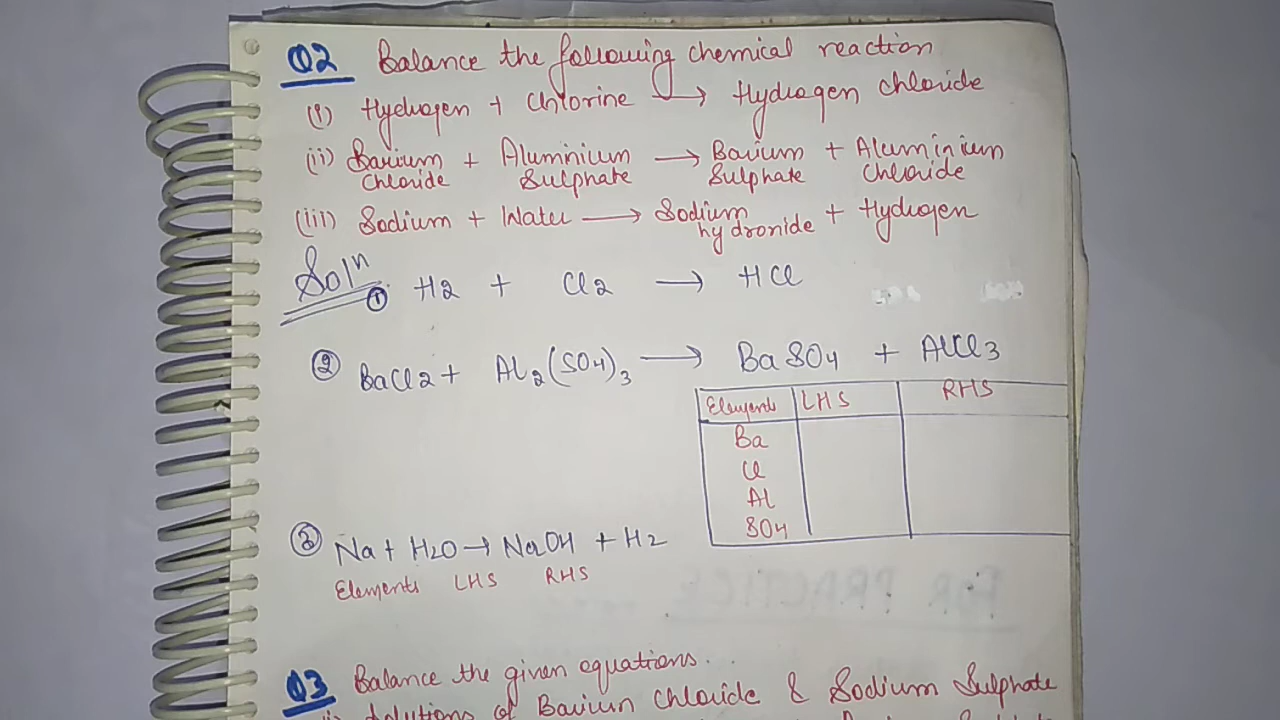 Q2 Balance the following chemical reaction
(i) Hydrogen + Chlorine → Hydrogen chloride
(ii) Barium Chloride + Aluminium Sulphate → Barium Sulphate + Aluminium Chloride
(iii) Sodium + Water → Sodium hydronide + Hydrogen
Soln
① H2 + Cl2 → HCl
② BaCl2 + Al2(SO4)3 → BaSO4 + AlCl3
Elements LHS RHS
Ba
Cl
Al
SO4
③ Na + H2O → NaOH + H2
Elements LHS RHS
Q3 Balance the given equations.
Solutions of Barium Chloride & Sodium Sulphate